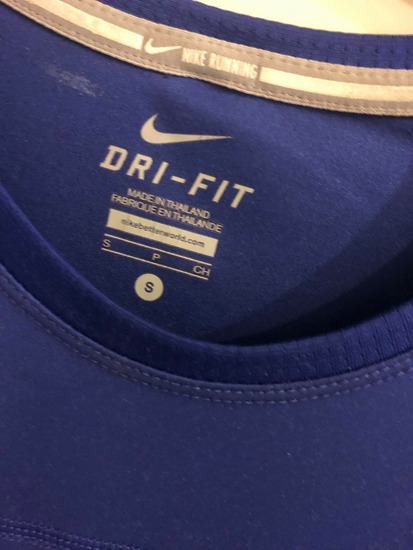 NIKE RUNNING
DRI-FIT
MADE IN THAILAND
FABRIQUE EN THAILANDE
nikebetterworld.com
S P CH
S